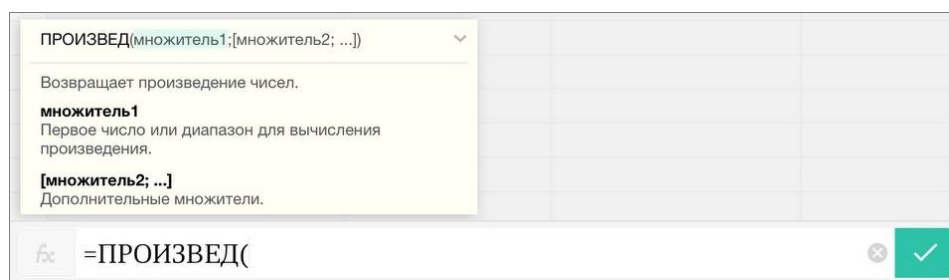 ПРОИЗВЕД(множитель1;[множитель2; ...])
Возвращает произведение чисел.
множитель1
Первое число или диапазон для вычисления
произведения.
[множитель2; ...]
Дополнительные множители.
fx =ПРОИЗВЕД(